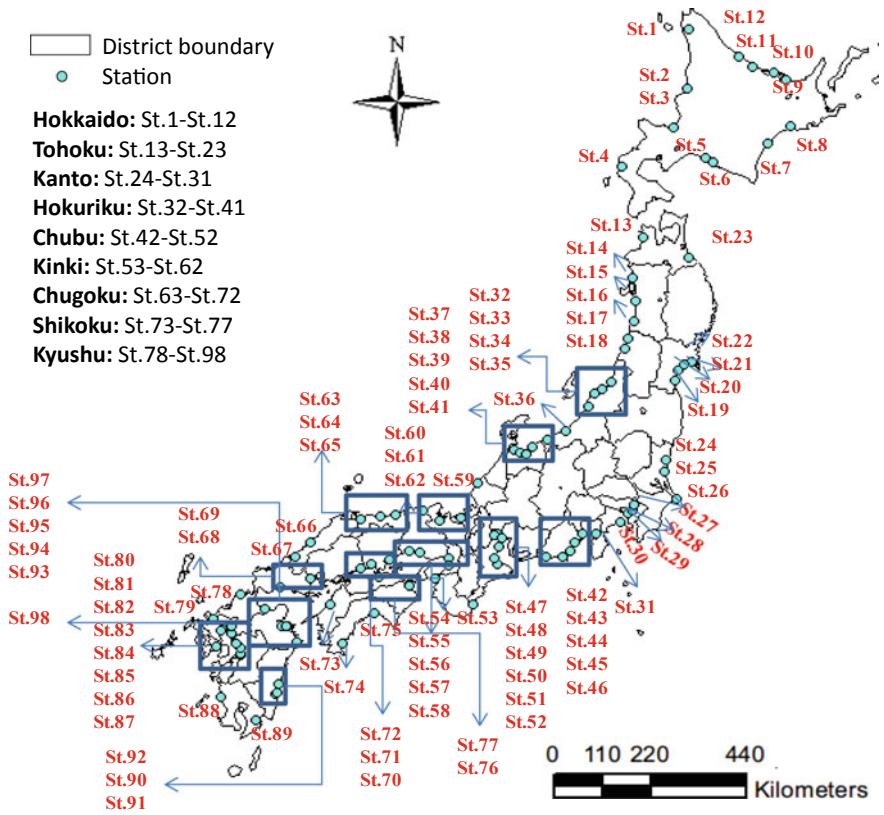 District boundary
Station
N
Hokkaido: St.1-St.12
Tohoku: St.13-St.23
Kanto: St.24-St.31
Hokuriku: St.32-St.41
Chubu: St.42-St.52
Kinki: St.53-St.62
Chugoku: St.63-St.72
Shikoku: St.73-St.77
Kyushu: St.78-St.98
St.1
St.12
St.11
St.10
St.9
St.2
St.3
St.4
St.5
St.6
St.7
St.8
St.13
St.14
St.15
St.16
St.17
St.18
St.23
St.22
St.21
St.20
St.19
St.32
St.33
St.34
St.35
St.37
St.38
St.39
St.40
St.41
St.36
St.63
St.64
St.65
St.60
St.61
St.62
St.59
St.24
St.25
St.26
St.27
St.28
St.29
St.30
St.31
St.97
St.96
St.95
St.94
St.93
St.69
St.68
St.66
St.67
St.98
St.80
St.81
St.82
St.83
St.84
St.85
St.86
St.87
St.79
St.78
St.88
St.89
St.92
St.90
St.91
St.73
St.74
St.75
St.72
St.71
St.70
St.54
St.55
St.56
St.57
St.58
St.53
St.77
St.76
St.47
St.48
St.49
St.50
St.51
St.52
St.42
St.43
St.44
St.45
St.46
0 110 220 440
Kilometers